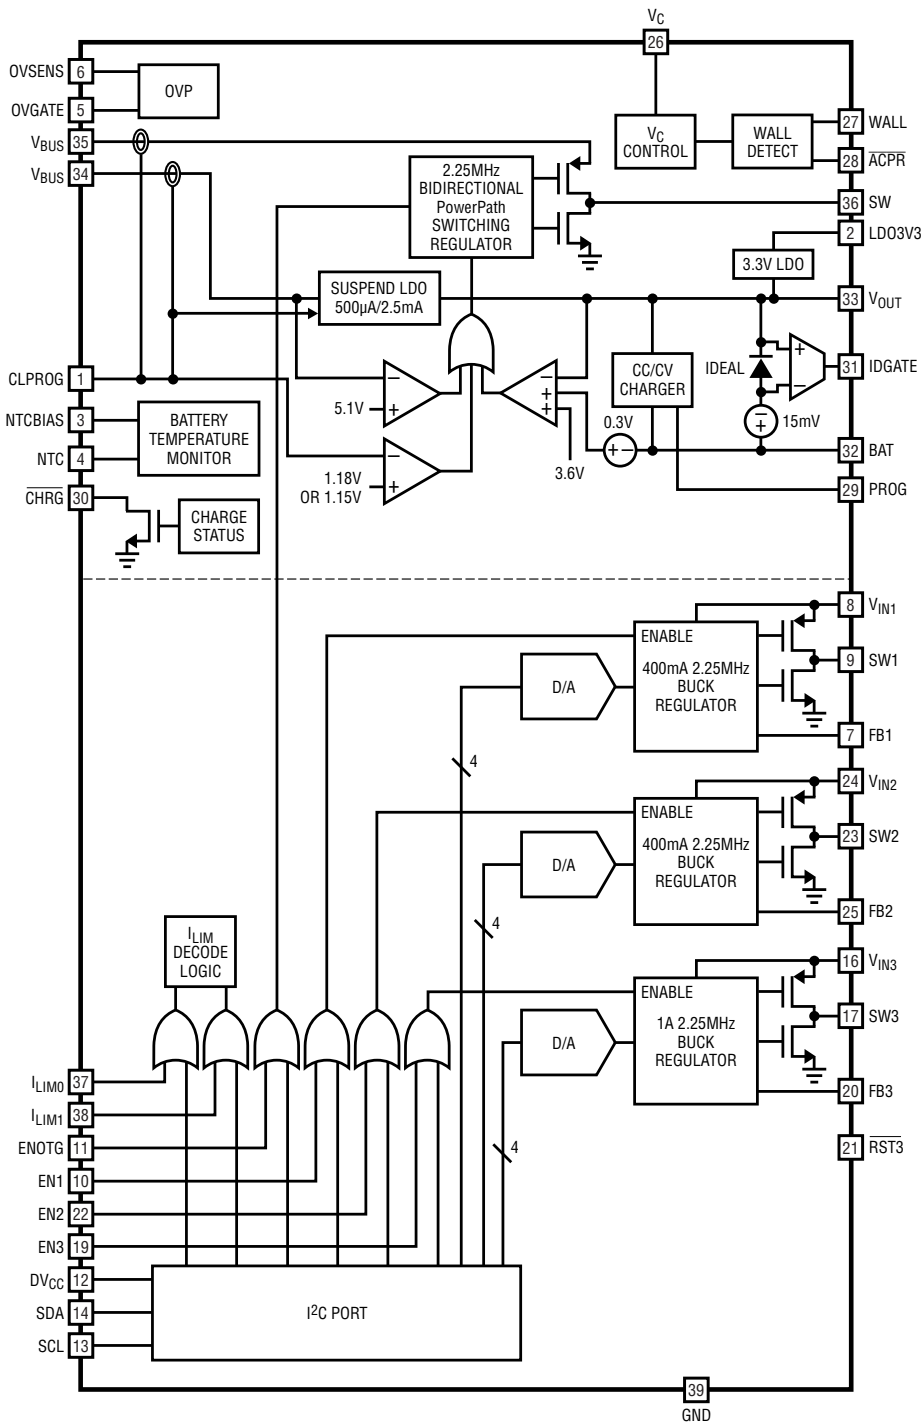 V_C
26
OVSENS 6
OVP
OVGATE 5
V_BUS 35
V_BUS 34
V_C
CONTROL
WALL
DETECT
27 WALL
28 A̅C̅P̅R̅
2.25MHz
BIDIRECTIONAL
PowerPath
SWITCHING
REGULATOR
36 SW
2 LDO3V3
3.3V LDO
SUSPEND LDO
500µA/2.5mA
33 V_OUT
CLPROG 1
−
5.1V
+
−
+
+
3.6V
CC/CV
CHARGER
IDEAL
+
−
31 IDGATE
−
+
15mV
NTCBIAS 3
NTC 4
BATTERY
TEMPERATURE
MONITOR
−
1.18V
OR 1.15V
+
0.3V
+−
32 BAT
29 PROG
C̅H̅R̅G̅ 30
CHARGE
STATUS
8 V_IN1
ENABLE
400mA 2.25MHz
BUCK
REGULATOR
D/A
9 SW1
7 FB1
4
24 V_IN2
ENABLE
400mA 2.25MHz
BUCK
REGULATOR
D/A
23 SW2
25 FB2
4
I_LIM
DECODE
LOGIC
16 V_IN3
ENABLE
1A 2.25MHz
BUCK
REGULATOR
D/A
17 SW3
20 FB3
4
21 R̅S̅T̅3̅
I_LIM0 37
I_LIM1 38
ENOTG 11
EN1 10
EN2 22
EN3 19
DV_CC 12
SDA 14
SCL 13
I²C PORT
39
GND